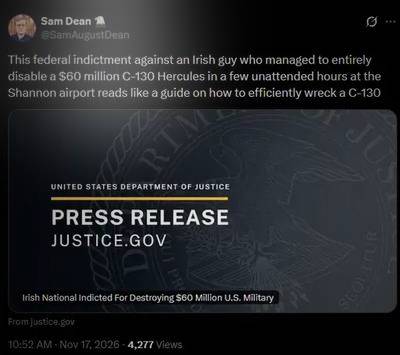 Sam Dean
@SamAugustDean
This federal indictment against an Irish guy who managed to entirely
disable a $60 million C-130 Hercules in a few unattended hours at the
Shannon airport reads like a guide on how to efficiently wreck a C-130
UNITED STATES DEPARTMENT OF JUSTICE
PRESS RELEASE
JUSTICE.GOV
Irish National Indicted For Destroying $60 Million U.S. Military
From justice.gov
10:52 AM · Nov 17, 2026 · 4,277 Views